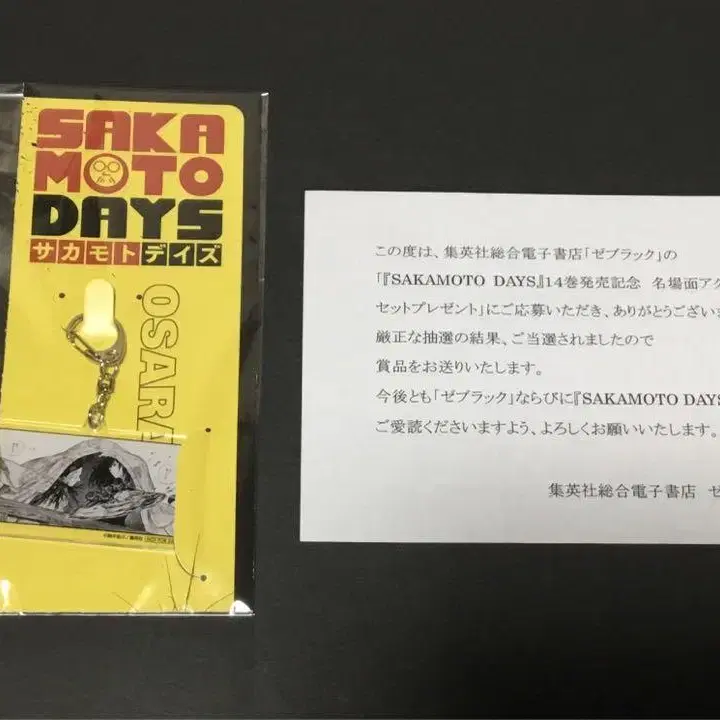 SAKA
MOTO
DAYS
サカモトデイズ
OSARA
この度は、集英社総合電子書店「ゼブラック」の
「『SAKAMOTO DAYS』14巻発売記念 名場面アク
セットプレゼント」にご応募いただき、ありがとうござい
厳正な抽選の結果、ご当選されましたので
賞品をお送りいたします。
今後とも「ゼブラック」ならびに『SAKAMOTO DAYS
ご愛読くださいますよう、よろしくお願いいたします。
集英社総合電子書店 ゼ